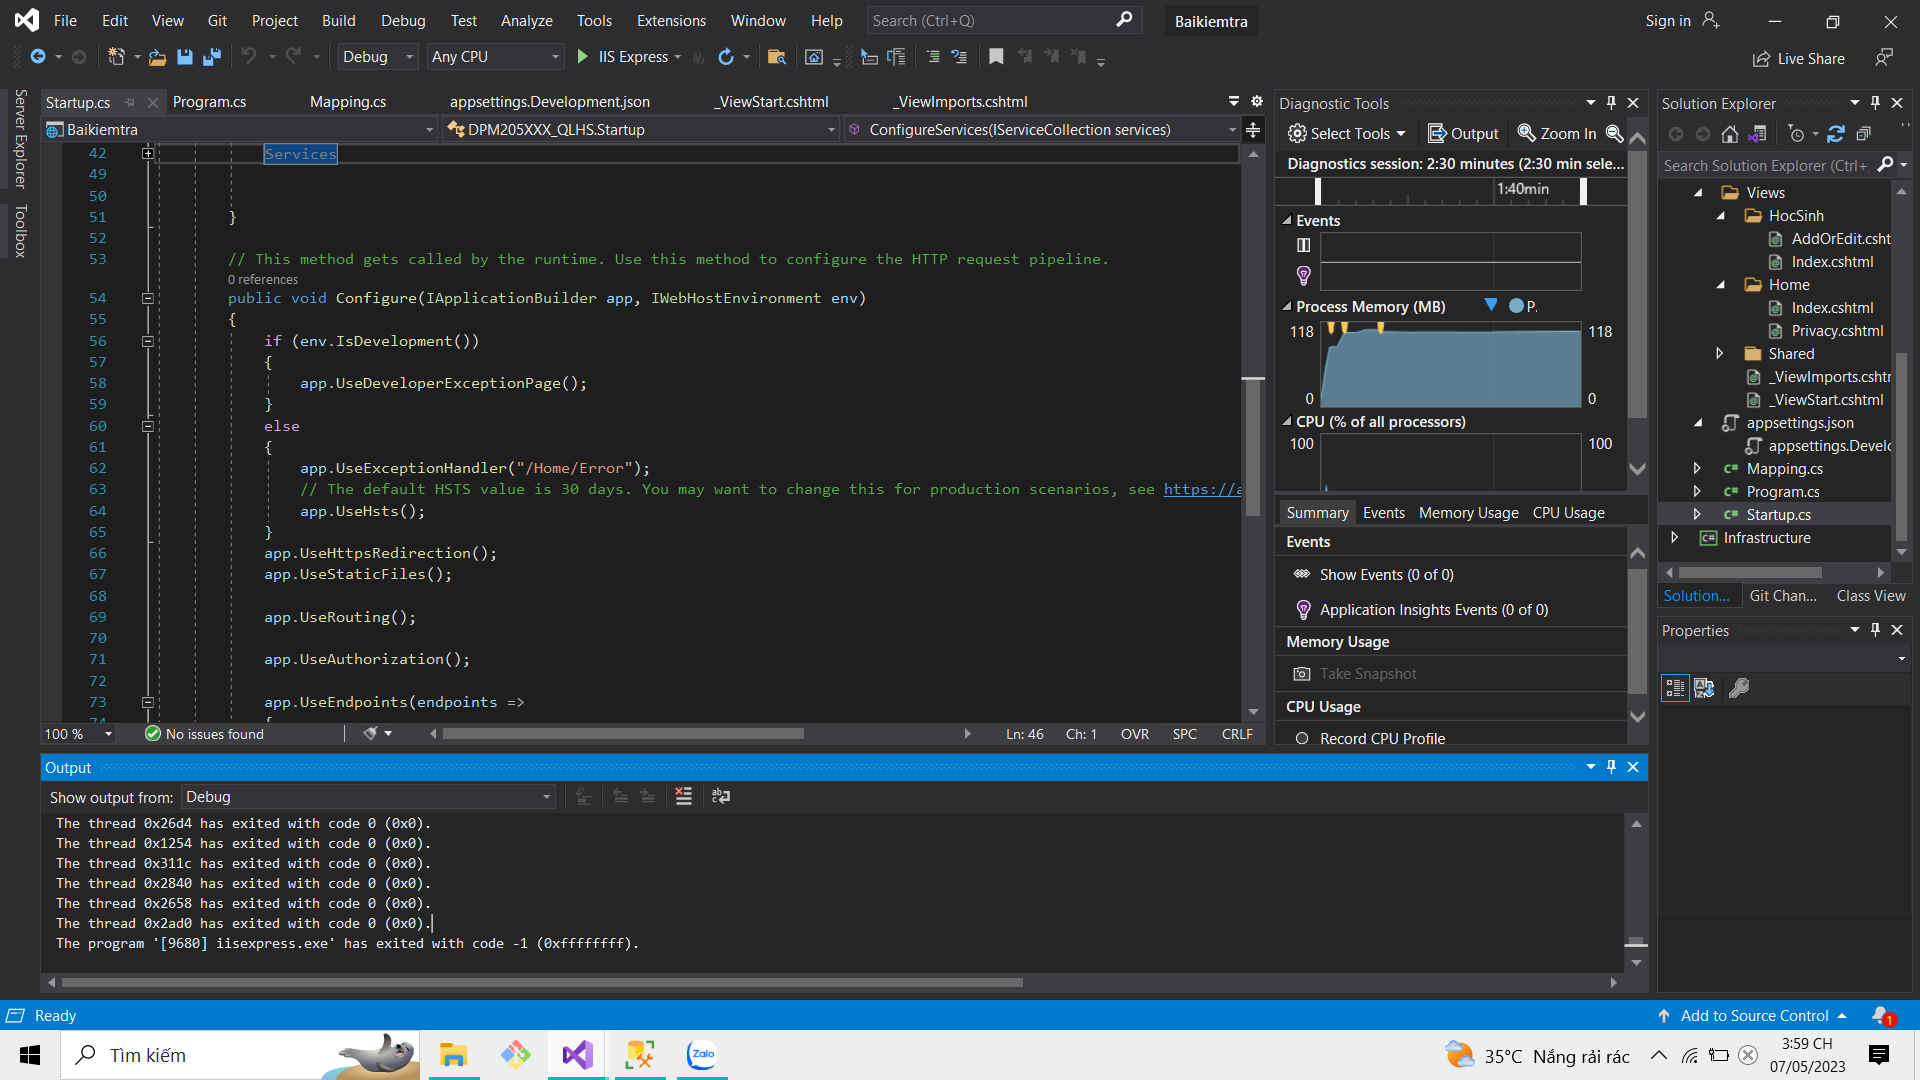 File Edit View Git Project Build Debug Test Analyze Tools Extensions Window Help Search (Ctrl+Q) Baikiemtra Sign in
Debug Any CPU IIS Express Live Share
Server Explorer
Toolbox
Startup.cs Program.cs Mapping.cs appsettings.Development.json _ViewStart.cshtml _ViewImports.cshtml
Baikiemtra DPM205XXX_QLHS.Startup ConfigureServices(IServiceCollection services)
42 Services
49
50
51 }
52
53 // This method gets called by the runtime. Use this method to configure the HTTP request pipeline.
0 references
54 public void Configure(IApplicationBuilder app, IWebHostEnvironment env)
55 {
56 if (env.IsDevelopment())
57 {
58 app.UseDeveloperExceptionPage();
59 }
60 else
61 {
62 app.UseExceptionHandler("/Home/Error");
63 // The default HSTS value is 30 days. You may want to change this for production scenarios, see https://a
64 app.UseHsts();
65 }
66 app.UseHttpsRedirection();
67 app.UseStaticFiles();
68
69 app.UseRouting();
70
71 app.UseAuthorization();
72
73 app.UseEndpoints(endpoints =>
74 {
100 % No issues found Ln: 46 Ch: 1 OVR SPC CRLF
Diagnostic Tools
Select Tools Output Zoom In
Diagnostics session: 2:30 minutes (2:30 min sele...
1:40min
Events
Process Memory (MB) P.
118 118
0 0
CPU (% of all processors)
100 100
Summary Events Memory Usage CPU Usage
Events
Show Events (0 of 0)
Application Insights Events (0 of 0)
Memory Usage
Take Snapshot
CPU Usage
Record CPU Profile
Solution Explorer
Search Solution Explorer (Ctrl+
Views
HocSinh
AddOrEdit.csht
Index.cshtml
Home
Index.cshtml
Privacy.cshtml
Shared
_ViewImports.cshtr
_ViewStart.cshtml
appsettings.json
appsettings.Develc
Mapping.cs
Program.cs
Startup.cs
Infrastructure
Solution... Git Chan... Class View
Properties
Output
Show output from: Debug
The thread 0x26d4 has exited with code 0 (0x0).
The thread 0x1254 has exited with code 0 (0x0).
The thread 0x311c has exited with code 0 (0x0).
The thread 0x2840 has exited with code 0 (0x0).
The thread 0x2658 has exited with code 0 (0x0).
The thread 0x2ad0 has exited with code 0 (0x0).
The program '[9680] iisexpress.exe' has exited with code -1 (0xffffffff).
Ready Add to Source Control 1
Tìm kiếm Zalo 35°C Nắng rải rác 3:59 CH
07/05/2023